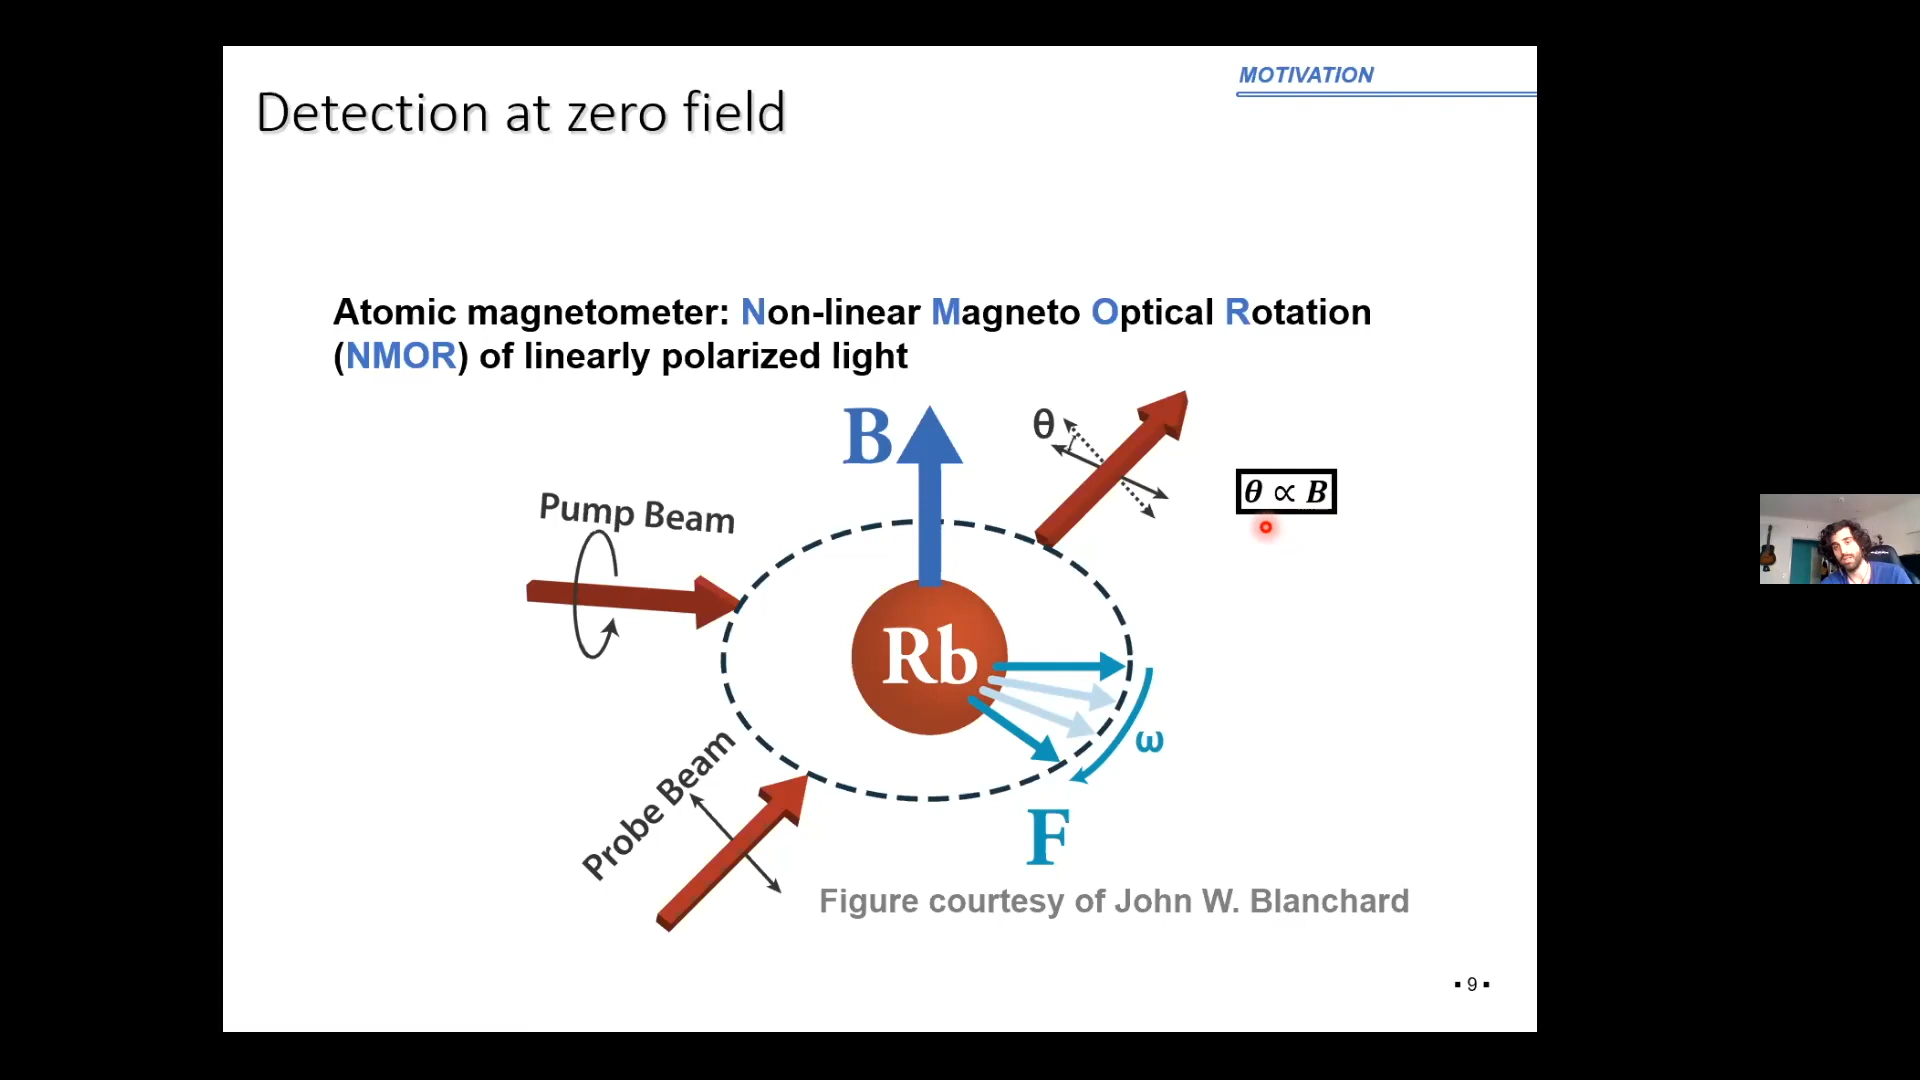 MOTIVATION
Detection at zero field
Atomic magnetometer: Non-linear Magneto Optical Rotation
(NMOR) of linearly polarized light
B
θ
θ ∝ B
Pump Beam
Rb
ω
Probe Beam
F
Figure courtesy of John W. Blanchard
▪ 9 ▪